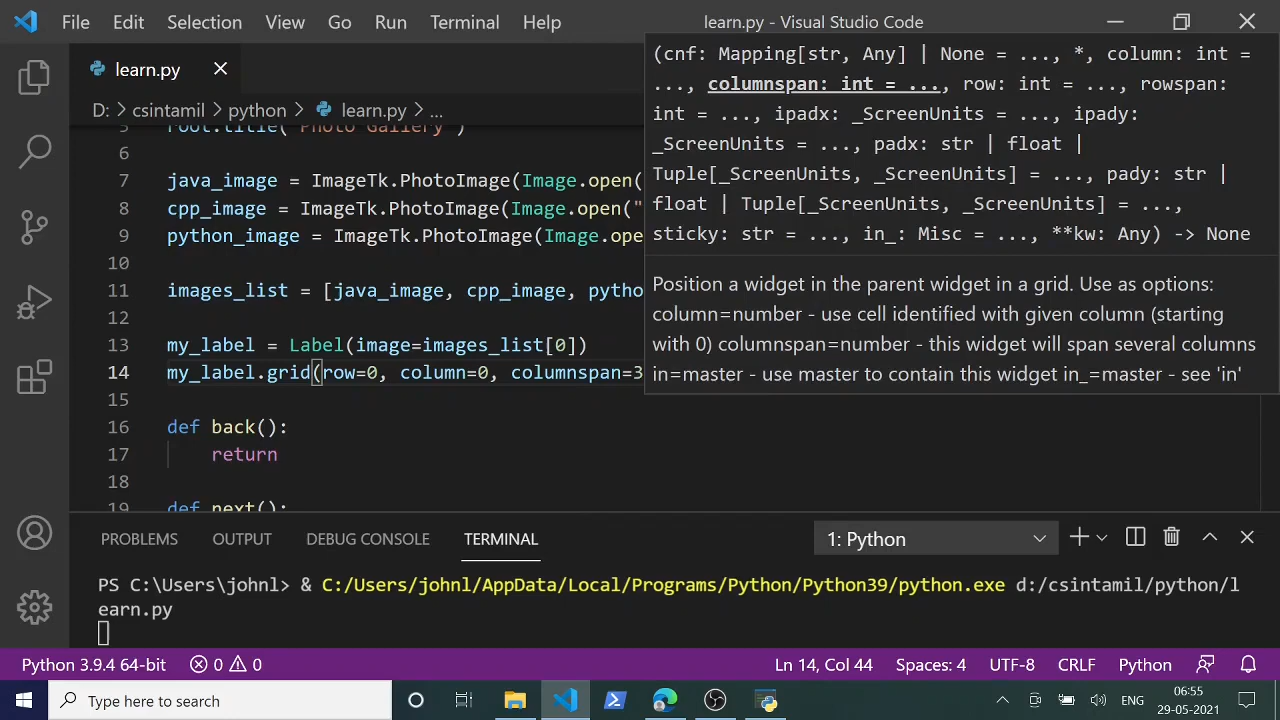 File Edit Selection View Go Run Terminal Help learn.py - Visual Studio Code
learn.py
D: > csintamil > python > learn.py > ...
5 root.title("Photo Gallery")
6
7 java_image = ImageTk.PhotoImage(Image.open(
8 cpp_image = ImageTk.PhotoImage(Image.open("
9 python_image = ImageTk.PhotoImage(Image.ope
10
11 images_list = [java_image, cpp_image, pytho
12
13 my_label = Label(image=images_list[0])
14 my_label.grid(row=0, column=0, columnspan=3
15
16 def back():
17 return
18
19 def next():
(cnf: Mapping[str, Any] | None = ..., *, column: int =
..., columnspan: int = ..., row: int = ..., rowspan:
int = ..., ipadx: _ScreenUnits = ..., ipady:
_ScreenUnits = ..., padx: str | float |
Tuple[_ScreenUnits, _ScreenUnits] = ..., pady: str |
float | Tuple[_ScreenUnits, _ScreenUnits] = ...,
sticky: str = ..., in_: Misc = ..., **kw: Any) -> None
Position a widget in the parent widget in a grid. Use as options:
column=number - use cell identified with given column (starting
with 0) columnspan=number - this widget will span several columns
in=master - use master to contain this widget in_=master - see 'in'
PROBLEMS OUTPUT DEBUG CONSOLE TERMINAL 1: Python
PS C:\Users\johnl> & C:/Users/johnl/AppData/Local/Programs/Python/Python39/python.exe d:/csintamil/python/l
earn.py
Python 3.9.4 64-bit 0 0 Ln 14, Col 44 Spaces: 4 UTF-8 CRLF Python
Type here to search ENG 06:55
29-05-2021